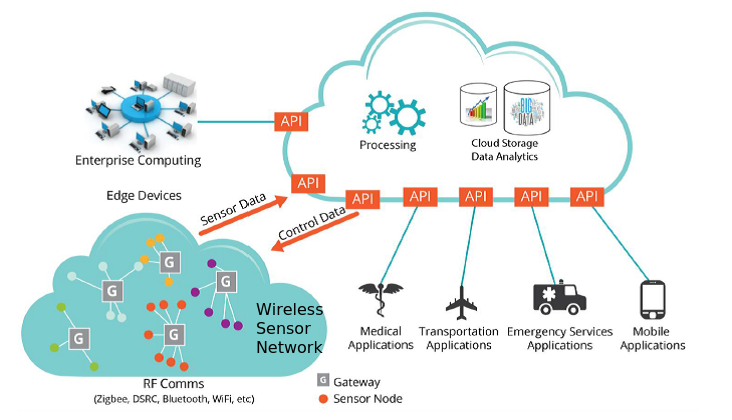 API
Processing
Cloud Storage
Data Analytics
BIG
DATA
Enterprise Computing
API
API
API
API
API
API
Edge Devices
Sensor Data
Control Data
G
G
G
G
G
Wireless
Sensor
Network
Medical
Applications
Transportation
Applications
Emergency Services
Applications
Mobile
Applications
RF Comms
(Zigbee, DSRC, Bluetooth, WiFi, etc)
G Gateway
Sensor Node